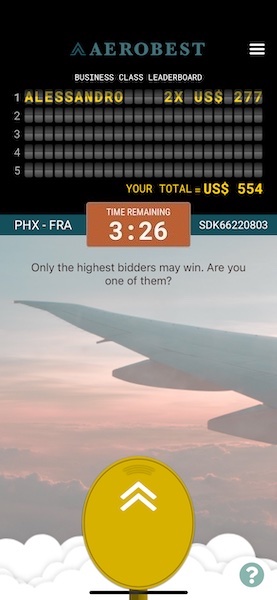 AEROBEST
BUSINESS CLASS LEADERBOARD
1 ALESSANDRO 2X US$ 277
2
3
4
5
YOUR TOTAL = US$ 554
TIME REMAINING
PHX - FRA 3:26 SDK66220803
Only the highest bidders may win. Are you
one of them?
?